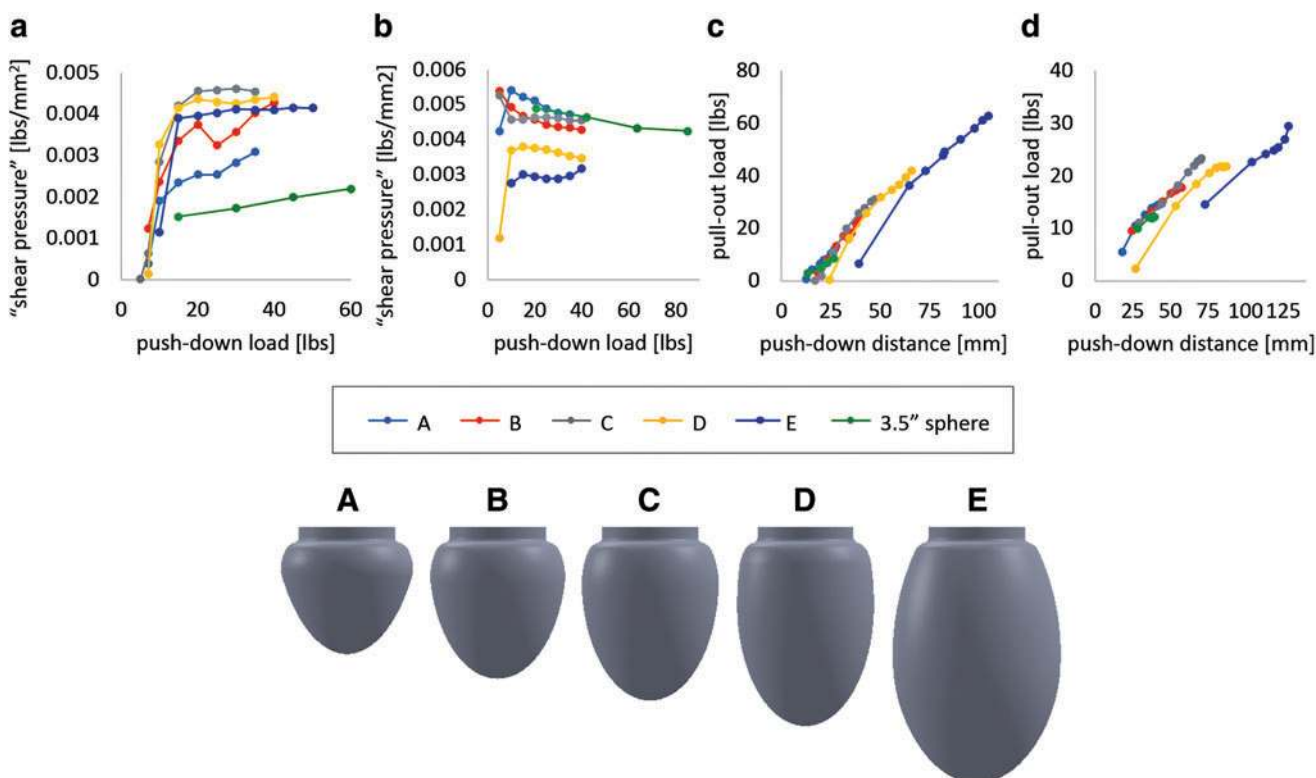 a
"shear pressure" [lbs/mm²]
0.005
0.004
0.003
0.002
0.001
0
0 20 40 60
push-down load [lbs]
b
"shear pressure" [lbs/mm2]
0.006
0.005
0.004
0.003
0.002
0.001
0
0 20 40 60 80
push-down load [lbs]
c
pull-out load [lbs]
80
60
40
20
0
0 25 50 75 100
push-down distance [mm]
d
pull-out load [lbs]
40
30
20
10
0
0 25 50 75 100 125
push-down distance [mm]
A B C D E 3.5" sphere
A B C D E